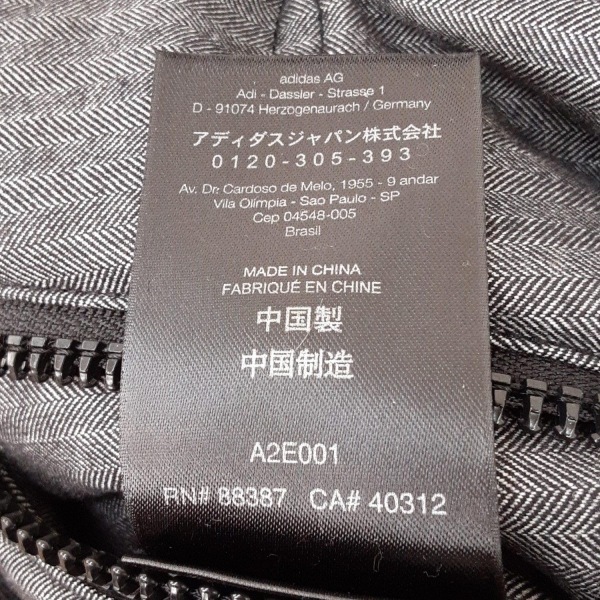 adidas AG
Adi - Dassler - Strasse 1
D - 91074 Herzogenaurach / Germany
アディダスジャパン株式会社
0120-305-393
Av. Dr. Cardoso de Melo, 1955 - 9 andar
Vila Olimpia - Sao Paulo - SP
Cep 04548-005
Brasil
MADE IN CHINA
FABRIQUÉ EN CHINE
中国製
中国制造
A2E001
RN# 88387 CA# 40312